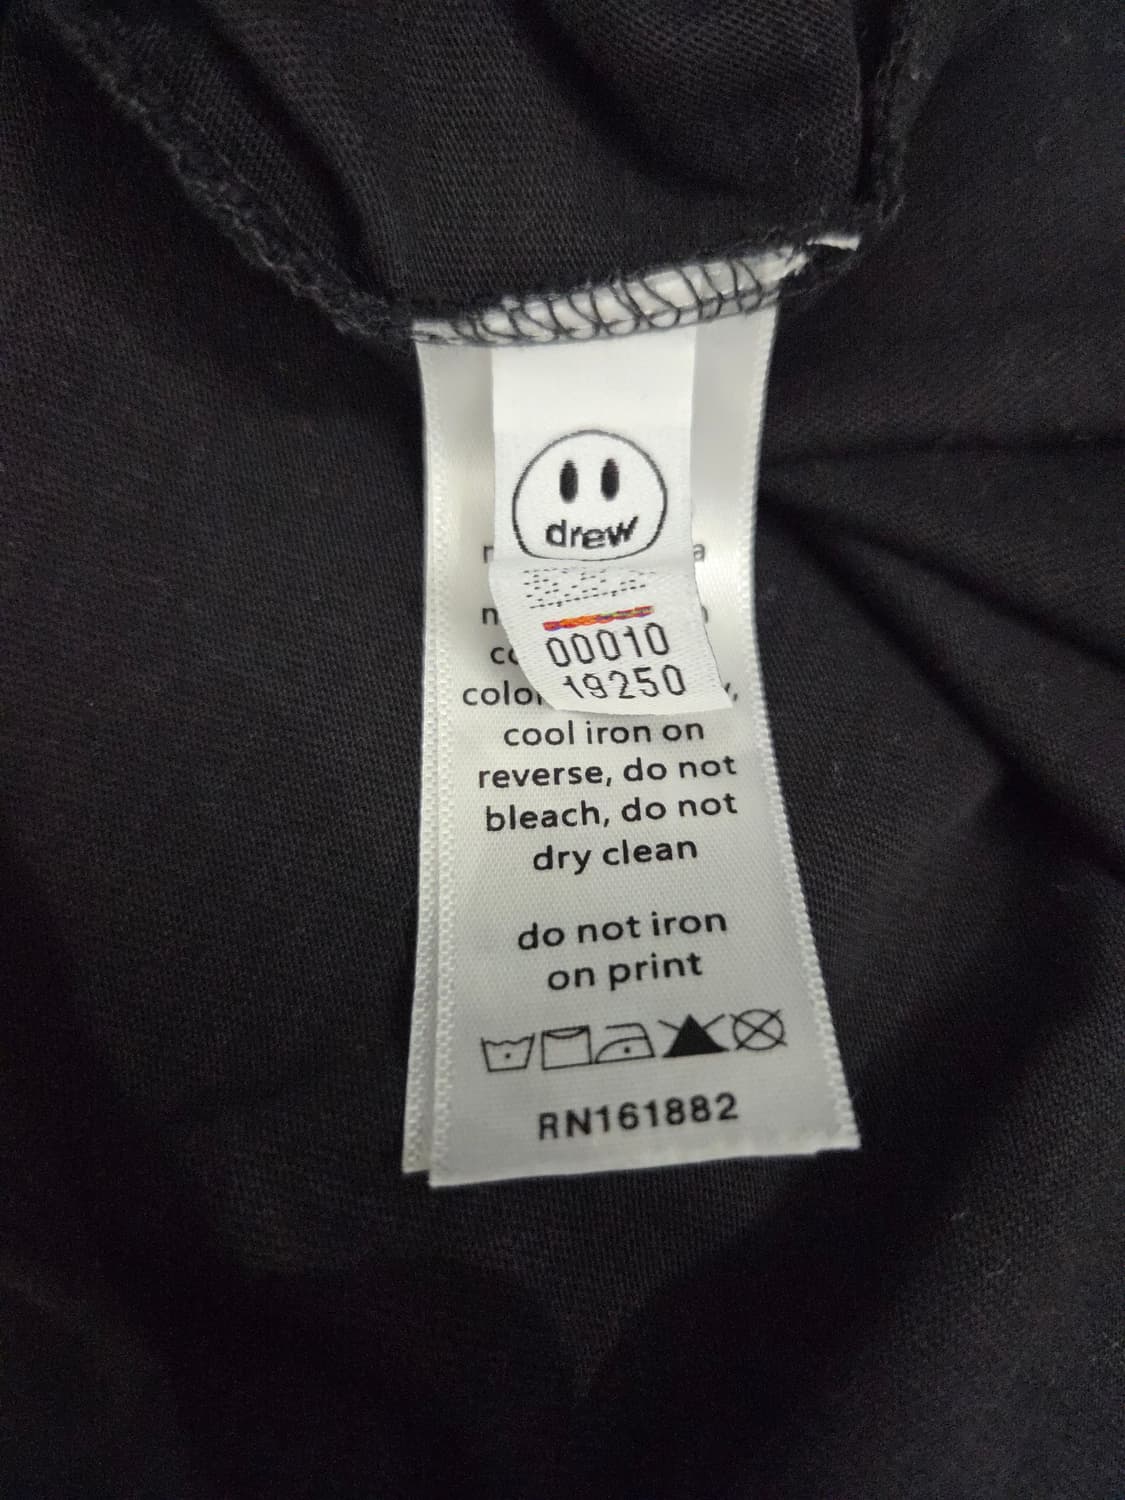 drew
00010
19250
cool iron on
reverse, do not
bleach, do not
dry clean
do not iron
on print
RN161882